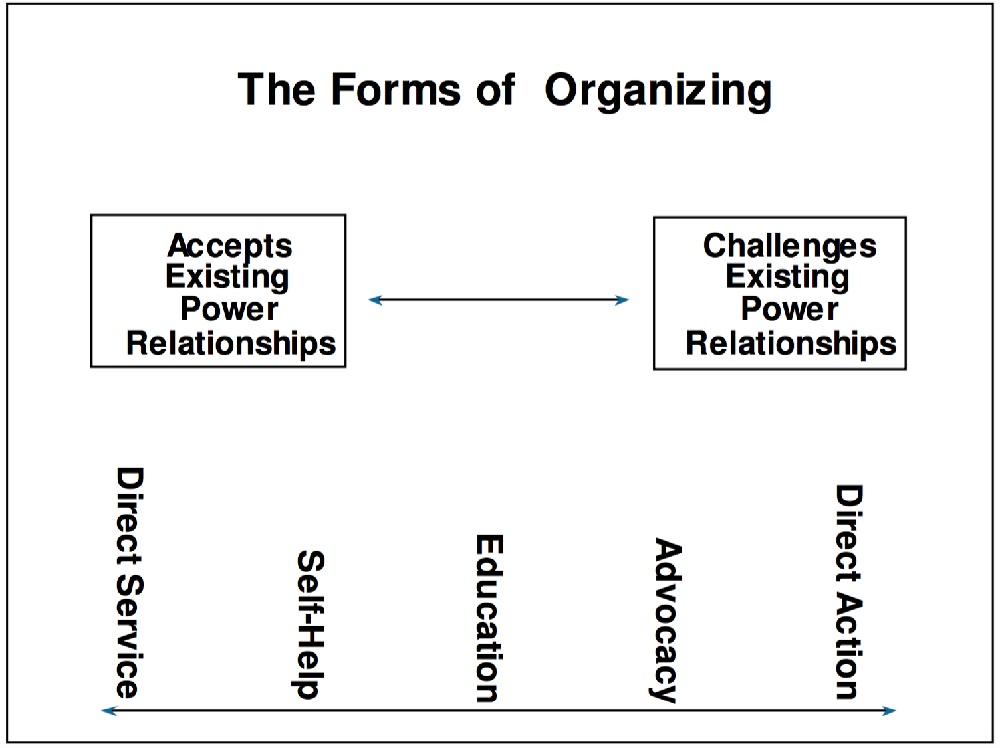 The Forms of Organizing
Accepts
Existing
Power
Relationships
Challenges
Existing
Power
Relationships
Direct Service
Self-Help
Education
Advocacy
Direct Action